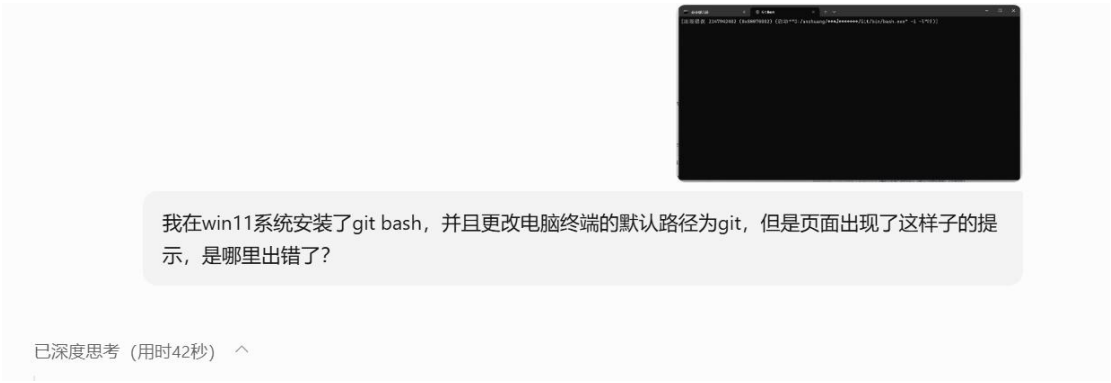 Git Bash
我在win11系统安装了git bash，并且更改电脑终端的默认路径为git，但是页面出现了这样子的提
示，是哪里出错了？
已深度思考（用时42秒）